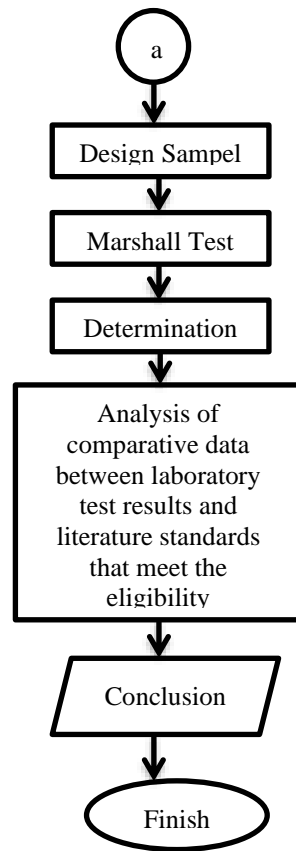 a
Design Sampel
Marshall Test
Determination
Analysis of
comparative data
between laboratory
test results and
literature standards
that meet the
eligibility
Conclusion
Finish